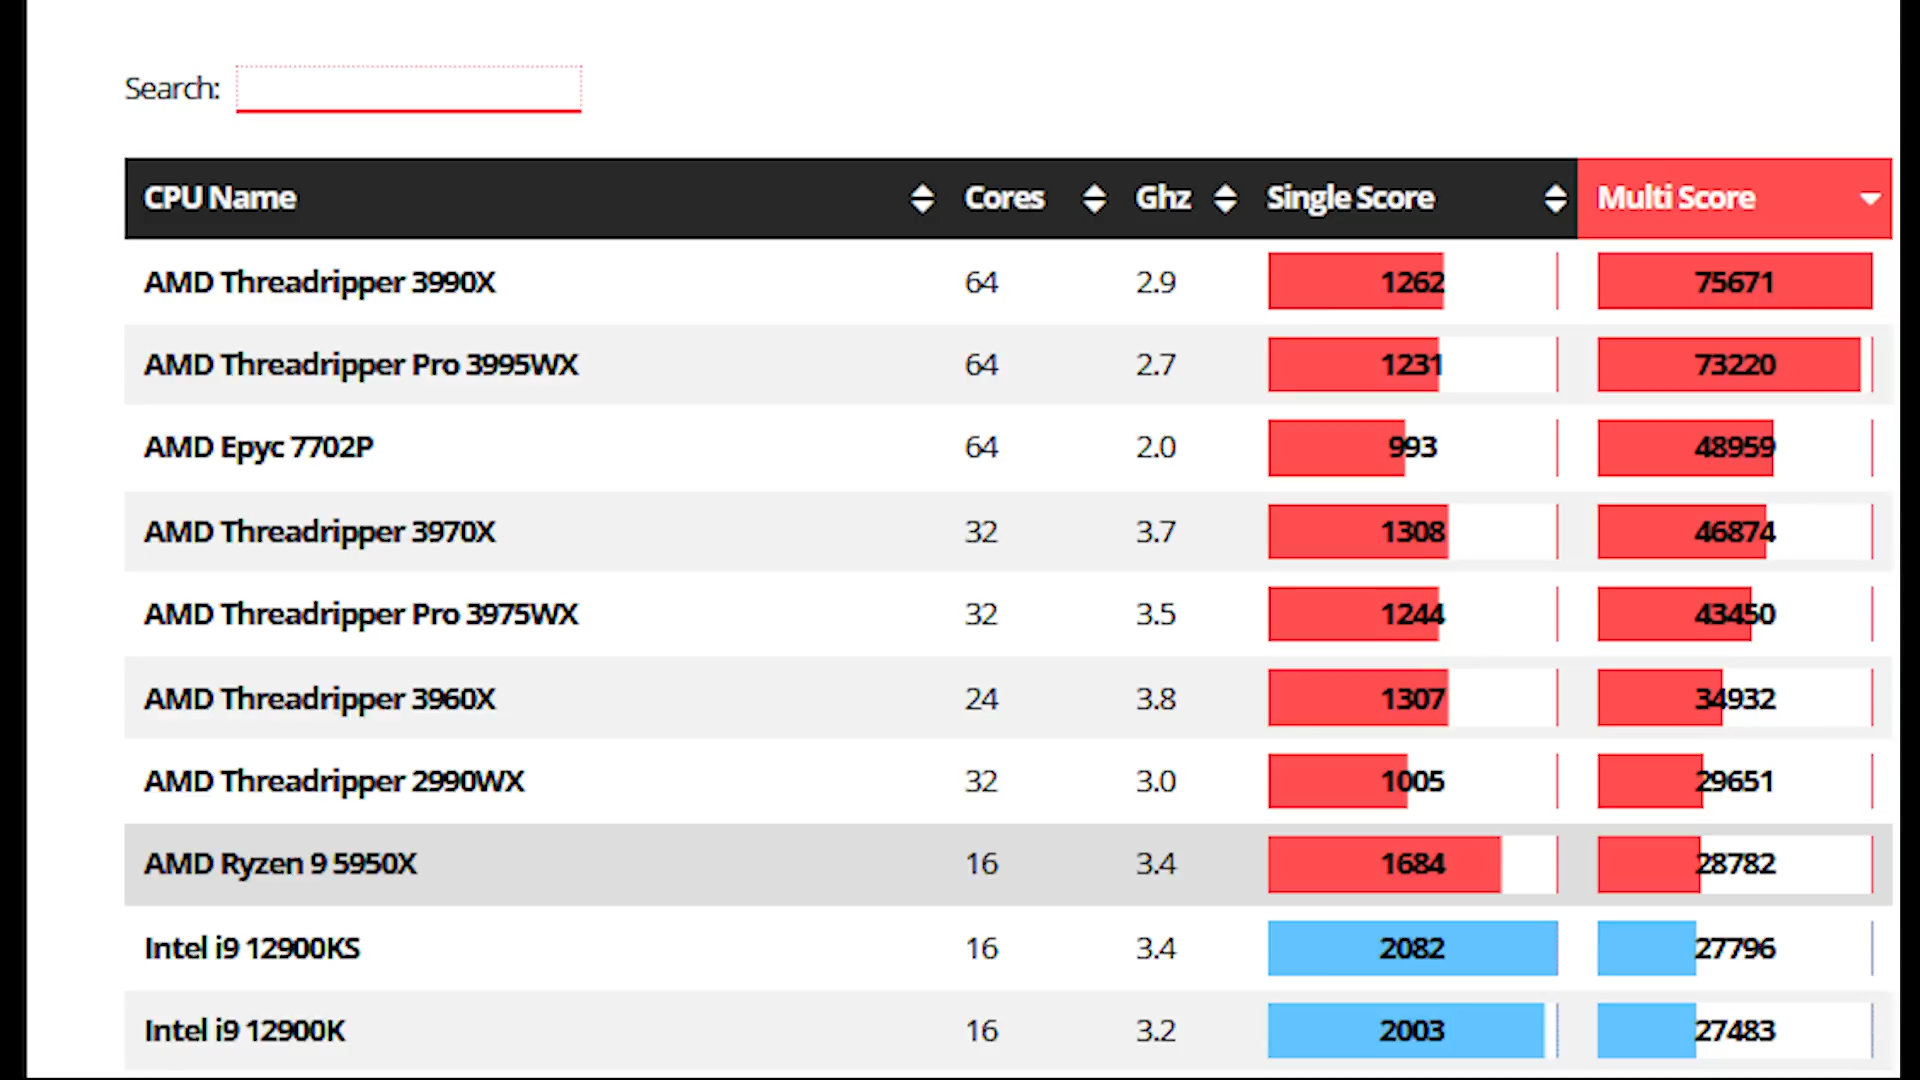 Search:
CPU Name Cores Ghz Single Score Multi Score
AMD Threadripper 3990X 64 2.9 1262 75671
AMD Threadripper Pro 3995WX 64 2.7 1231 73220
AMD Epyc 7702P 64 2.0 993 48959
AMD Threadripper 3970X 32 3.7 1308 46874
AMD Threadripper Pro 3975WX 32 3.5 1244 43450
AMD Threadripper 3960X 24 3.8 1307 34932
AMD Threadripper 2990WX 32 3.0 1005 29651
AMD Ryzen 9 5950X 16 3.4 1684 28782
Intel i9 12900KS 16 3.4 2082 27796
Intel i9 12900K 16 3.2 2003 27483